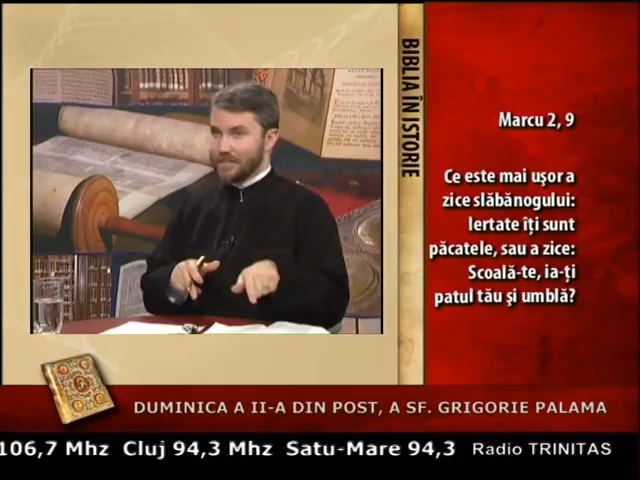 BIBLIA ÎN ISTORIE
Marcu 2, 9
Ce este mai uşor a
zice slăbănogului:
Iertate îţi sunt
păcatele, sau a zice:
Scoală-te, ia-ţi
patul tău şi umblă?
DUMINICA A II-A DIN POST, A SF. GRIGORIE PALAMA
106,7 Mhz Cluj 94,3 Mhz Satu-Mare 94,3 Radio TRINITAS